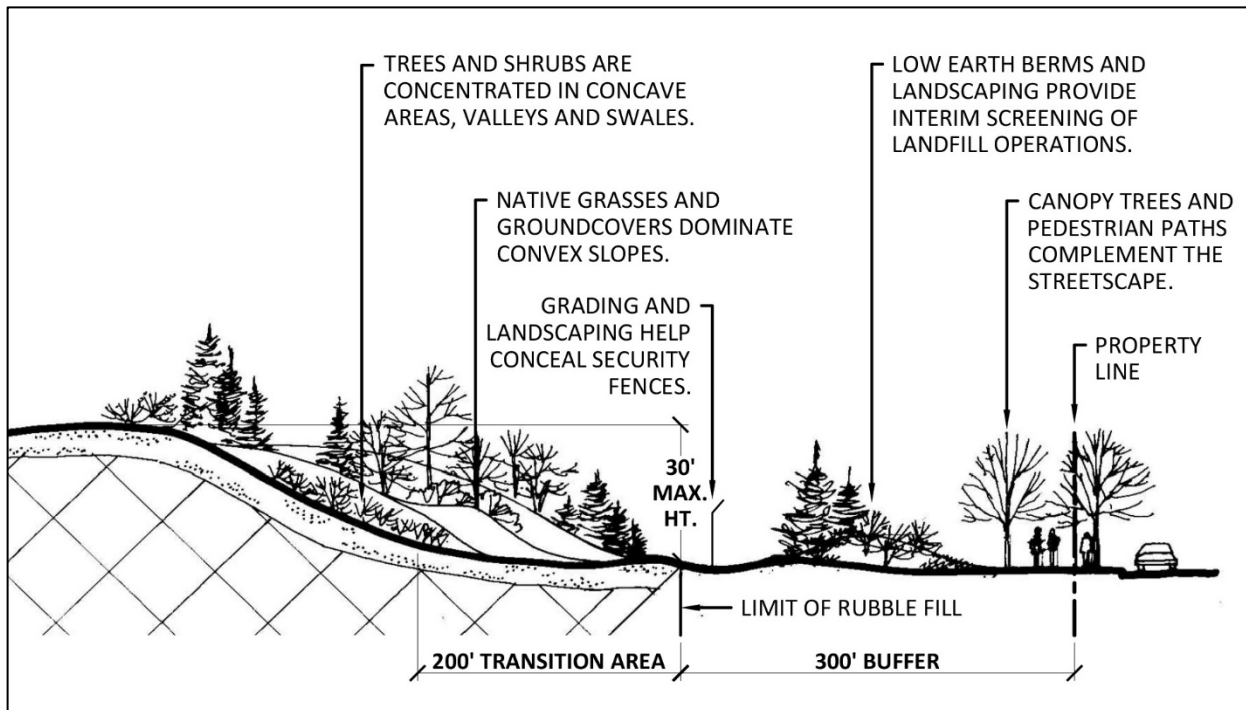 TREES AND SHRUBS ARE
CONCENTRATED IN CONCAVE
AREAS, VALLEYS AND SWALES.
LOW EARTH BERMS AND
LANDSCAPING PROVIDE
INTERIM SCREENING OF
LANDFILL OPERATIONS.
NATIVE GRASSES AND
GROUNDCOVERS DOMINATE
CONVEX SLOPES.
CANOPY TREES AND
PEDESTRIAN PATHS
COMPLEMENT THE
STREETSCAPE.
GRADING AND
LANDSCAPING HELP
CONCEAL SECURITY
FENCES.
PROPERTY
LINE
30'
MAX.
HT.
LIMIT OF RUBBLE FILL
200' TRANSITION AREA
300' BUFFER